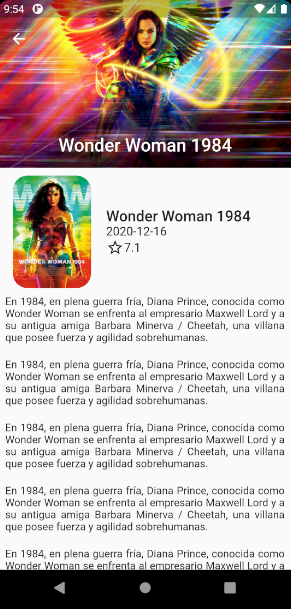 9:54
Wonder Woman 1984
WONDER WOMAN 1984
Wonder Woman 1984
2020-12-16
7.1
En 1984, en plena guerra fría, Diana Prince, conocida como
Wonder Woman se enfrenta al empresario Maxwell Lord y a
su antigua amiga Barbara Minerva / Cheetah, una villana
que posee fuerza y agilidad sobrehumanas.
En 1984, en plena guerra fría, Diana Prince, conocida como
Wonder Woman se enfrenta al empresario Maxwell Lord y a
su antigua amiga Barbara Minerva / Cheetah, una villana
que posee fuerza y agilidad sobrehumanas.
En 1984, en plena guerra fría, Diana Prince, conocida como
Wonder Woman se enfrenta al empresario Maxwell Lord y a
su antigua amiga Barbara Minerva / Cheetah, una villana
que posee fuerza y agilidad sobrehumanas.
En 1984, en plena guerra fría, Diana Prince, conocida como
Wonder Woman se enfrenta al empresario Maxwell Lord y a
su antigua amiga Barbara Minerva / Cheetah, una villana
que posee fuerza y agilidad sobrehumanas.
En 1984, en plena guerra fría, Diana Prince, conocida como
Wonder Woman se enfrenta al empresario Maxwell Lord y a